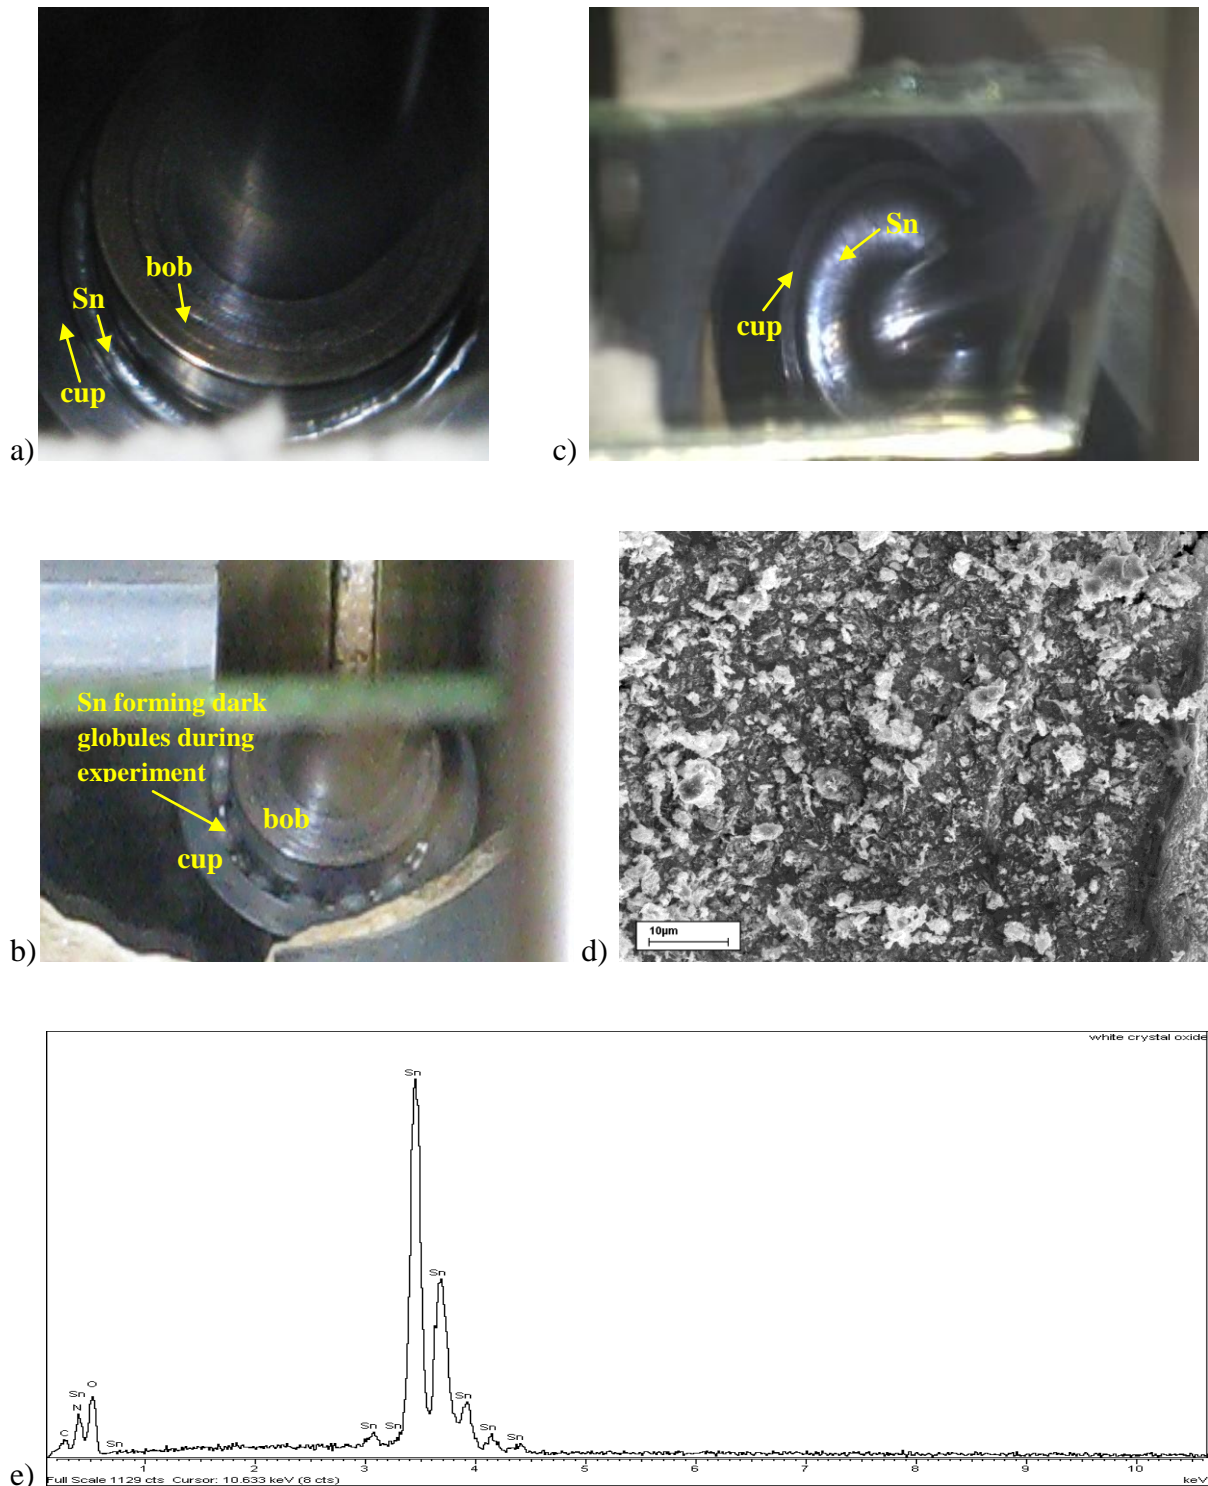 bob
Sn
cup
a)
Sn
cup
c)
Sn forming dark
globules during
experiment
bob
cup
b)
10µm
d)
white crystal oxide
Sn
Sn
Sn
O
Sn
N
C
Sn
Sn
Sn
Sn
Sn
1 2 3 4 5 6 7 8 9 10
Full Scale 1129 cts Cursor: 10.633 keV (8 cts)
keV
e)